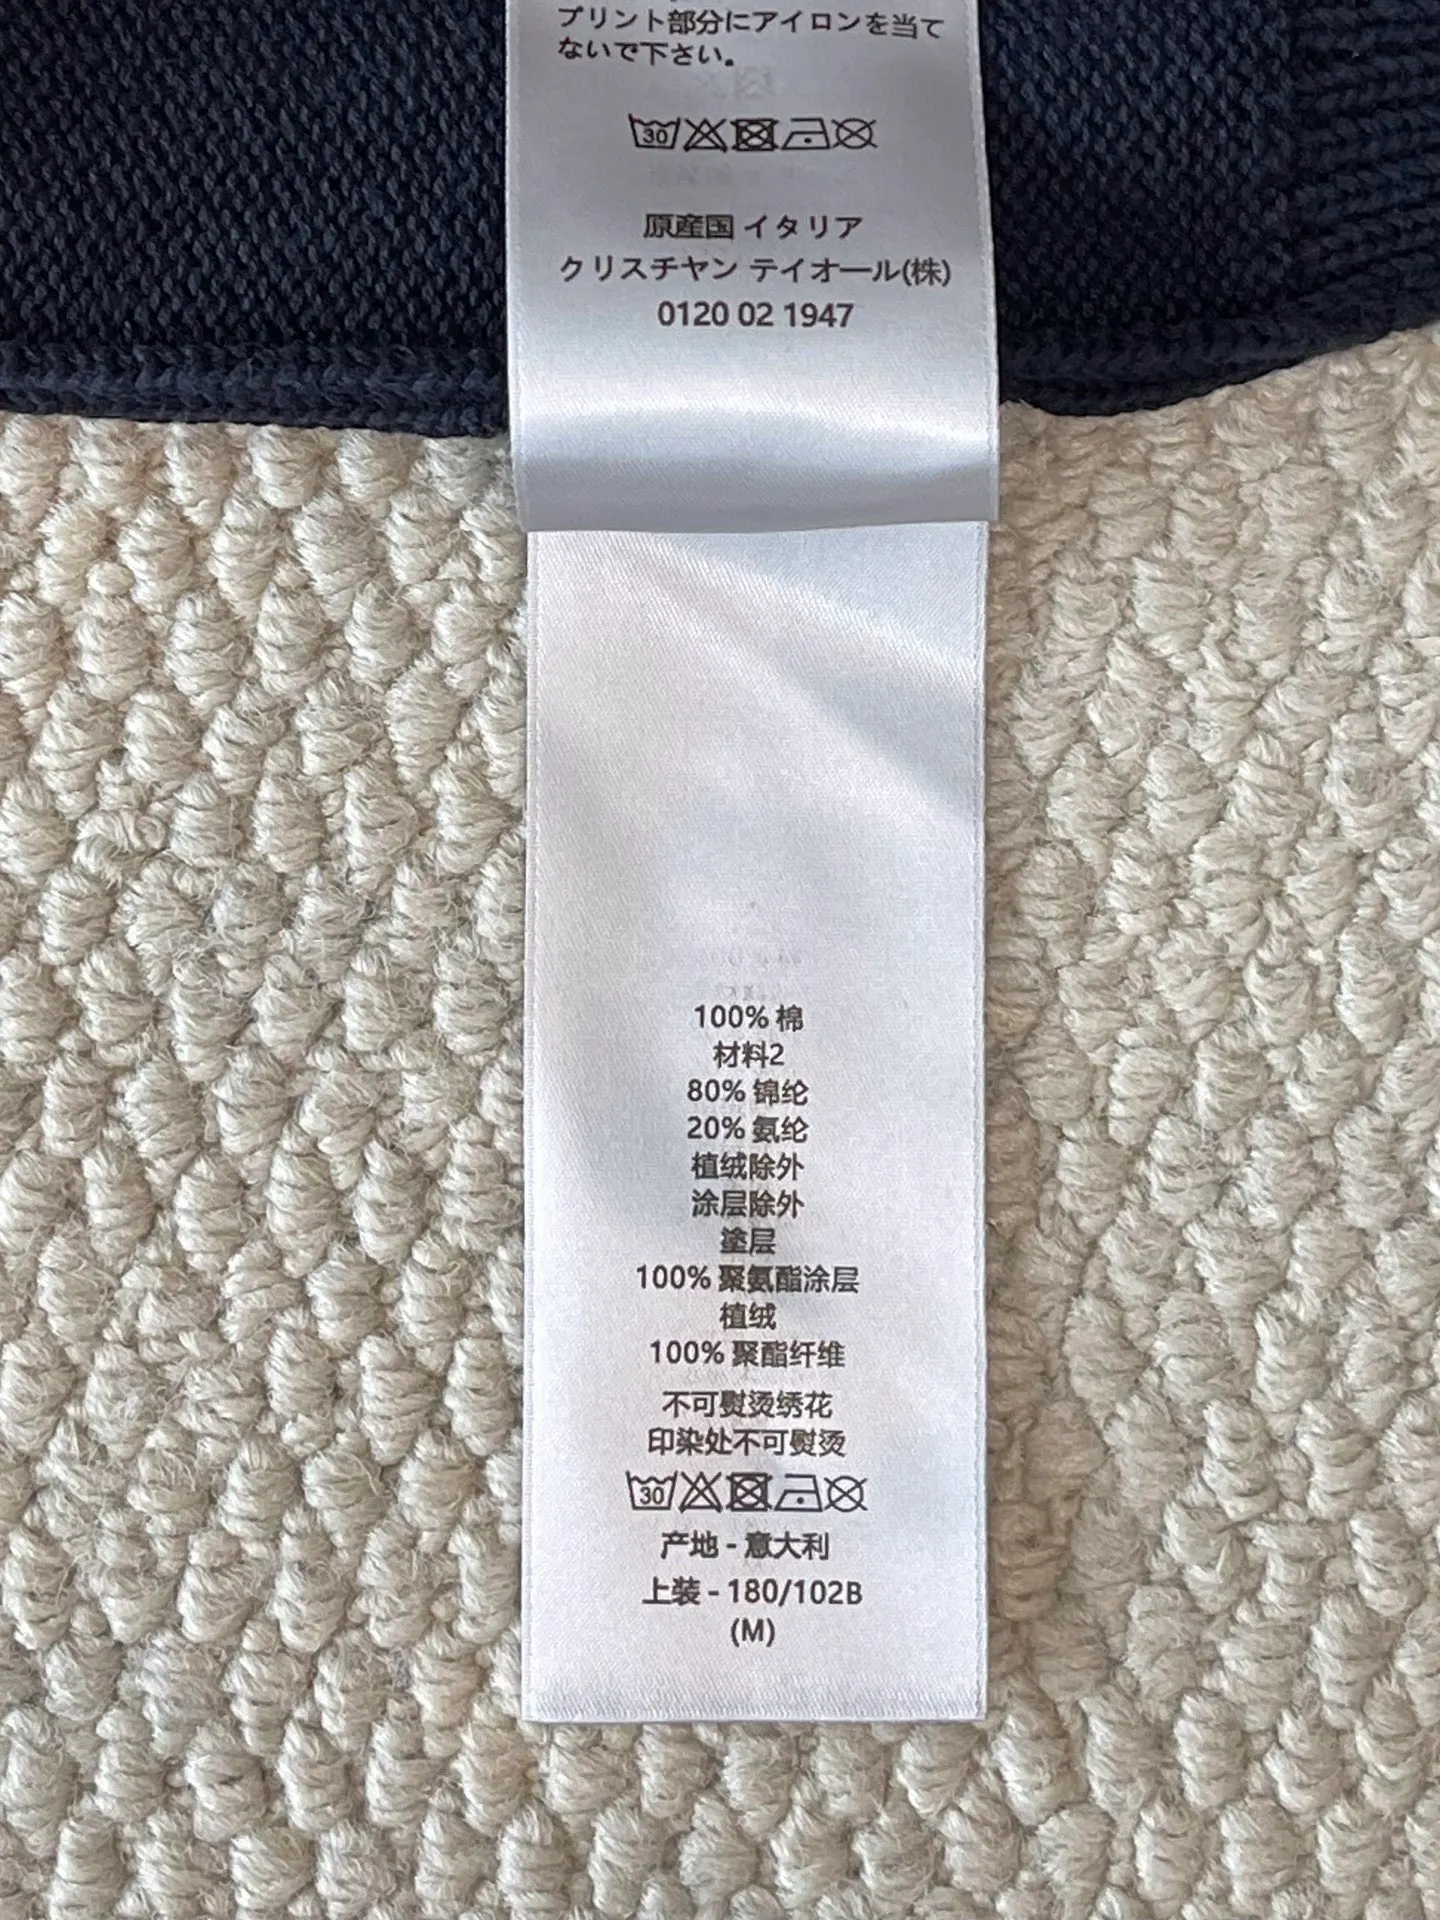 プリント部分にアイロンを当て
ないで下さい。
30
原産国 イタリア
クリスチャン ディオール(株)
0120 02 1947
100% 棉
材料2
80% 锦纶
20% 氨纶
植绒除外
涂层除外
塗层
100% 聚氨酯涂层
植绒
100% 聚酯纤维
不可熨烫绣花
印染处不可熨烫
30
产地 - 意大利
上装 - 180/102B
(M)